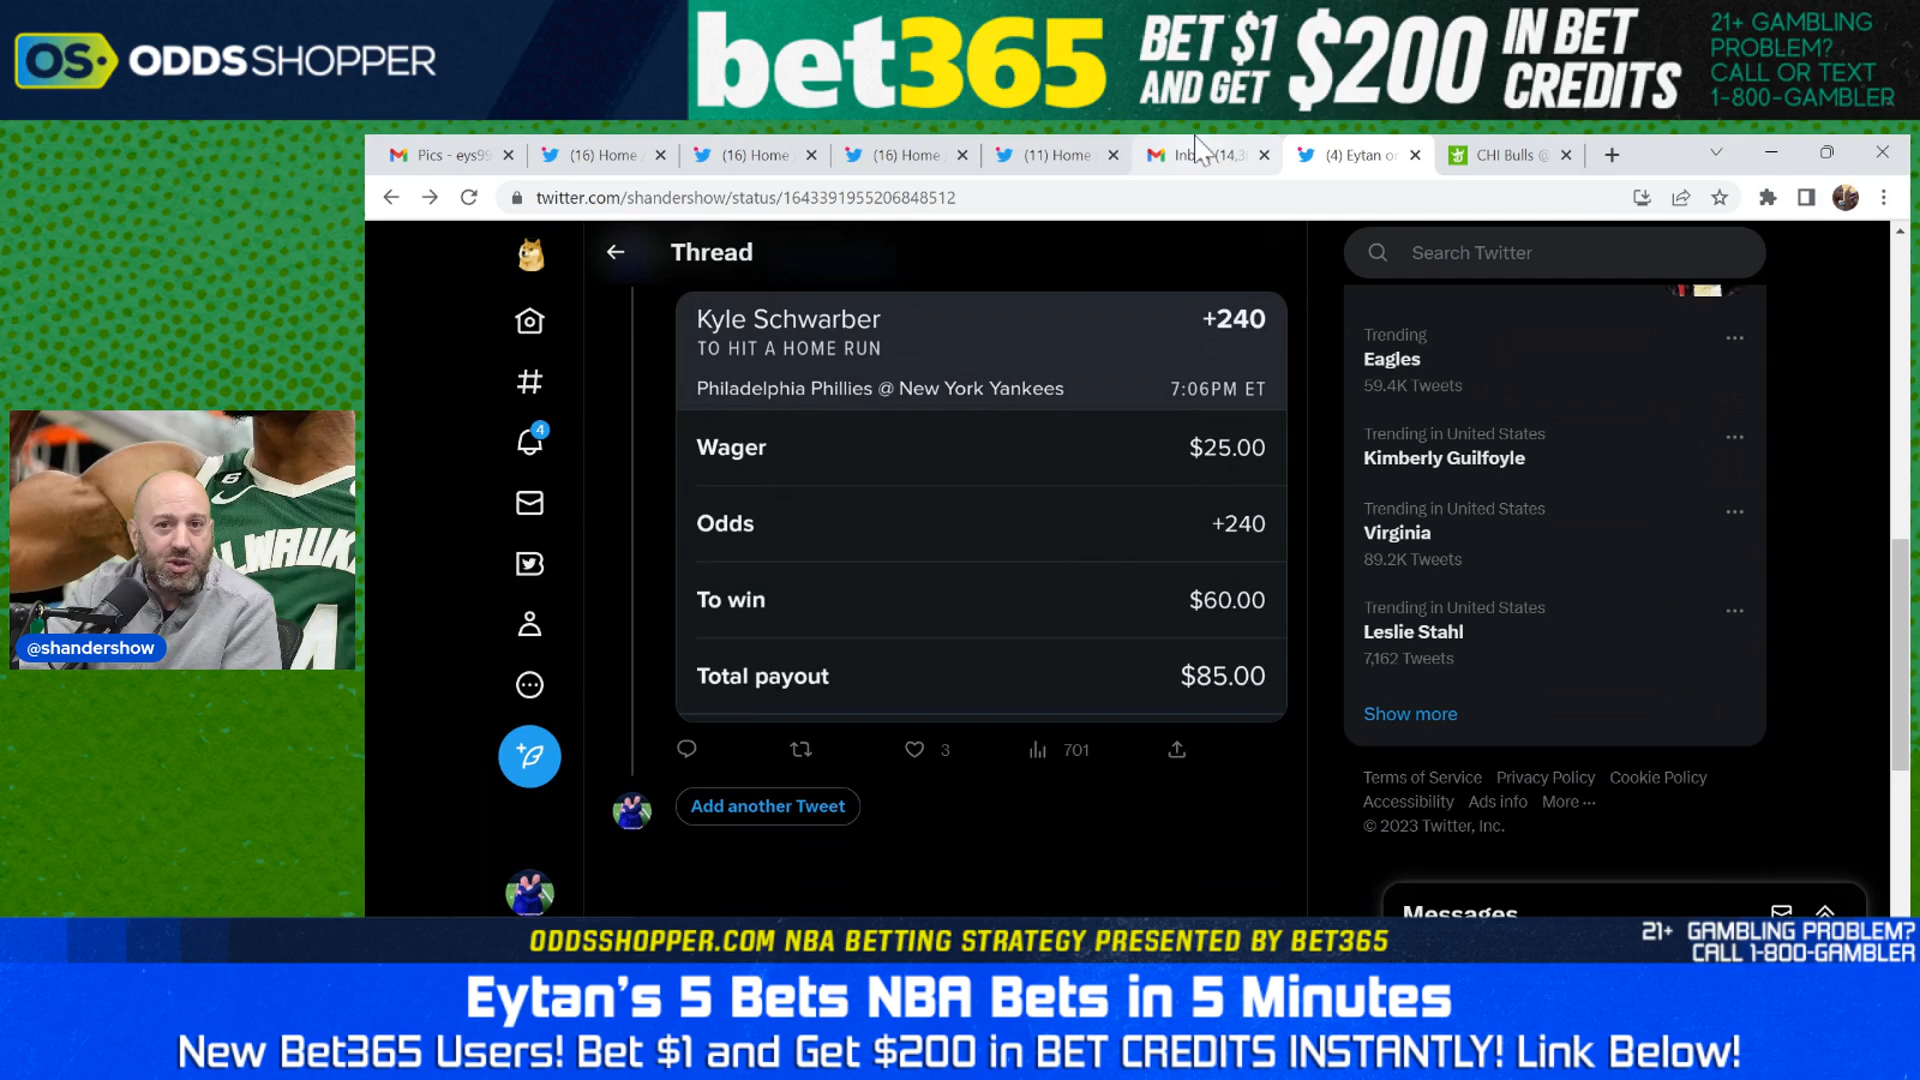 OS ODDSSHOPPER
bet365
BET $1
AND GET
$200
IN BET
CREDITS
21+ GAMBLING
PROBLEM?
CALL OR TEXT
1-800-GAMBLER
Pics - eys99
(16) Home
(16) Home
(16) Home
(11) Home
(4) Eytan or
CHI Bulls @
twitter.com/shandershow/status/1643391955206848512
Thread
Search Twitter
Kyle Schwarber +240
TO HIT A HOME RUN
Philadelphia Phillies @ New York Yankees 7:06PM ET
Wager $25.00
Odds +240
To win $60.00
Total payout $85.00
3 701
Add another Tweet
4
Trending
Eagles
59.4K Tweets
Trending in United States
Kimberly Guilfoyle
Trending in United States
Virginia
89.2K Tweets
Trending in United States
Leslie Stahl
7,162 Tweets
Show more
Terms of Service Privacy Policy Cookie Policy
Accessibility Ads info More ...
© 2023 Twitter, Inc.
Messages
6
@shandershow
ODDSSHOPPER.COM NBA BETTING STRATEGY PRESENTED BY BET365
21+ GAMBLING PROBLEM?
CALL 1-800-GAMBLER
Eytan's 5 Bets NBA Bets in 5 Minutes
New Bet365 Users! Bet $1 and Get $200 in BET CREDITS INSTANTLY! Link Below!